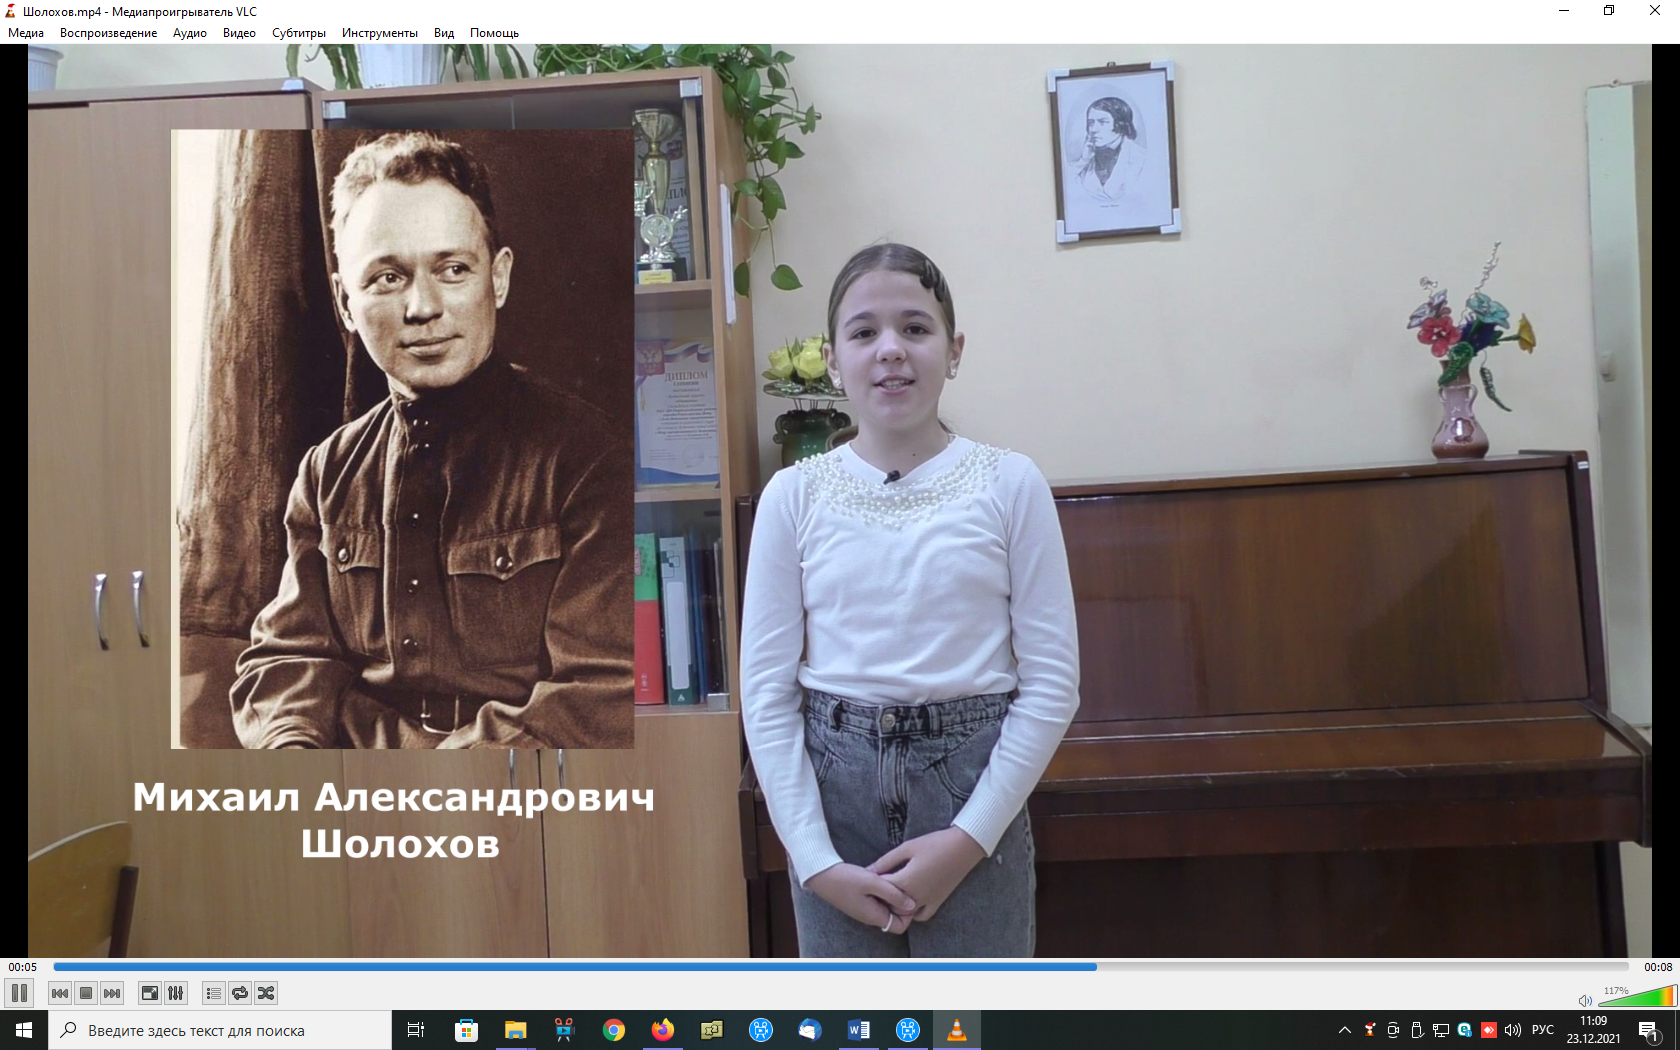 Шолохов.mp4 - Медиапроигрыватель VLC
Медиа Воспроизведение Аудио Видео Субтитры Инструменты Вид Помощь
ДИПЛОМ
Михаил Александрович
Шолохов
00:05
00:08
117%
Введите здесь текст для поиска
РУС
11:09
23.12.2021
1